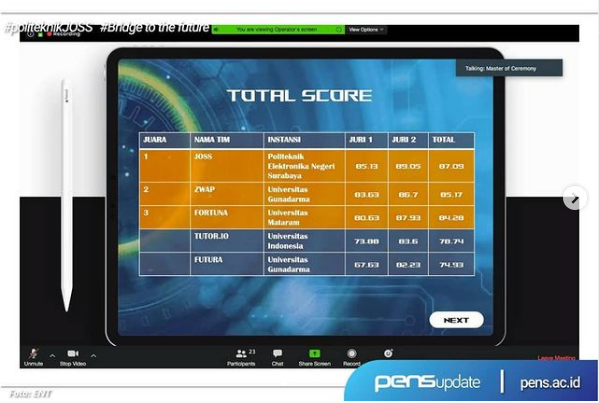 #politeknikJOSS #Bridge to the future
Recording
You are viewing Operator's screen
View Options
Talking: Master of Ceremony
TOTAL SCORE
JUARA NAMA TIM INSTANSI JURI 1 JURI 2 TOTAL
1 JOSS Politeknik Elektronika Negeri Surabaya 85.13 89.05 87.09
2 ZWAP Universitas Gunadarma 83.63 86.7 85.17
3 FORTUNA Universitas Mataram 80.63 87.93 84.28
TUTOR.IO Universitas Indonesia 73.88 83.6 78.74
FUTURA Universitas Gunadarma 67.63 82.23 74.93
NEXT
Unmute
Stop Video
23
Participants
Chat
Share Screen
Record
Leave Meeting
pensupdate | pens.ac.id
Foto: ENT